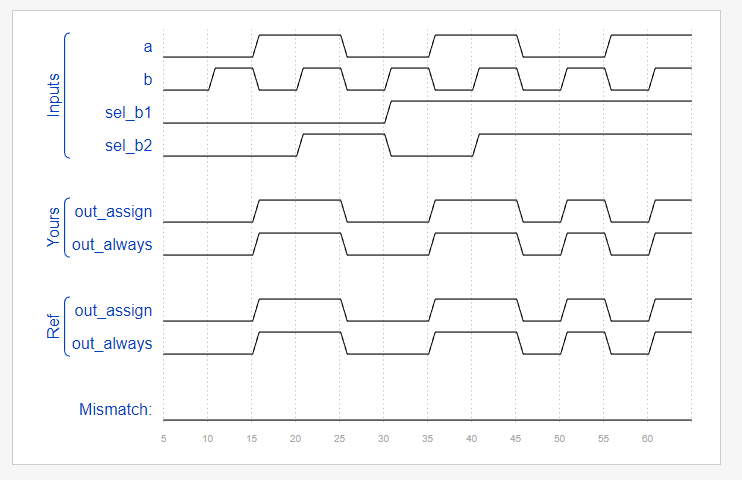 Inputs
a
b
sel_b1
sel_b2
Yours
out_assign
out_always
Ref
out_assign
out_always
Mismatch:
5 10 15 20 25 30 35 40 45 50 55 60